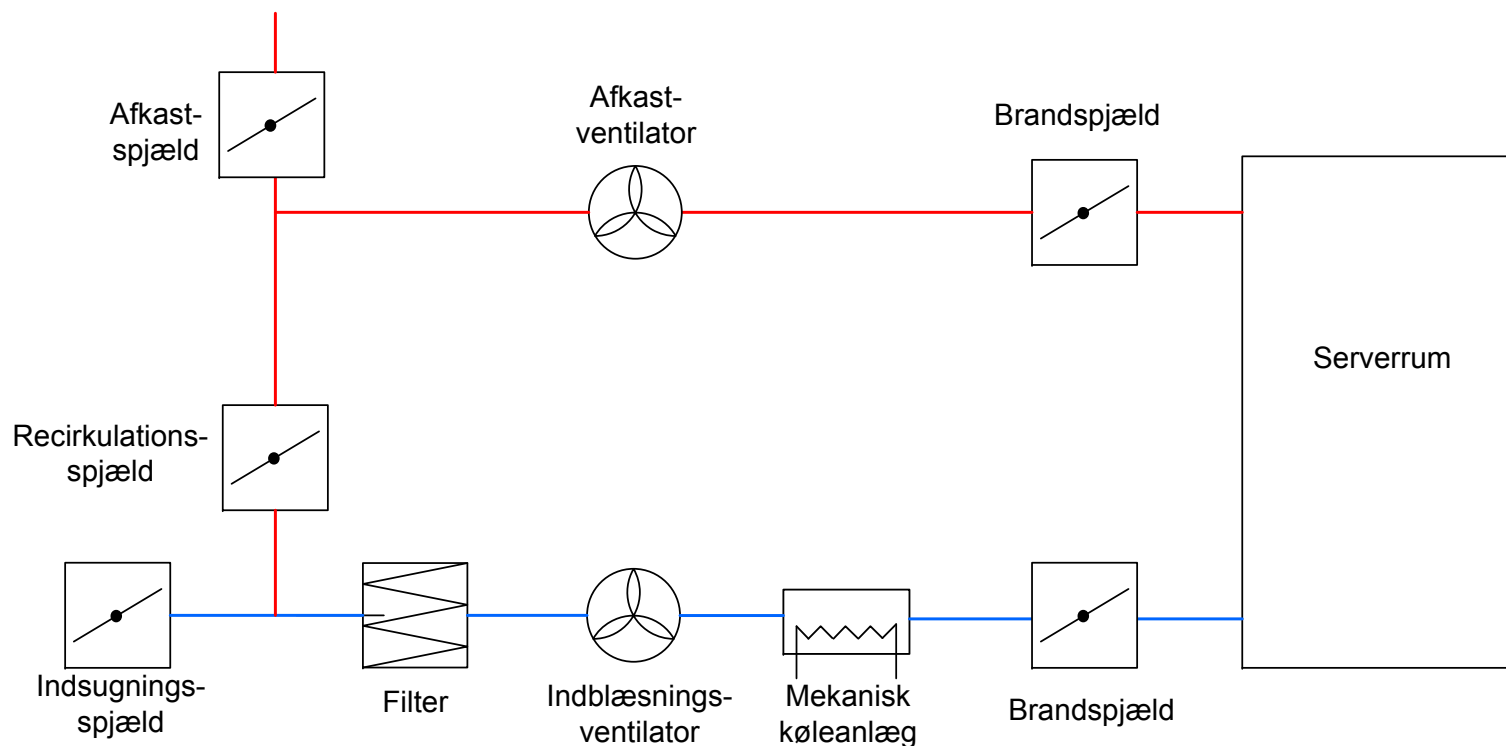 Afkast-
spjæld
Afkast-
ventilator
Brandspjæld
Serverrum
Recirkulations-
spjæld
Indsugnings-
spjæld
Filter
Indblæsnings-
ventilator
Mekanisk
køleanlæg
Brandspjæld